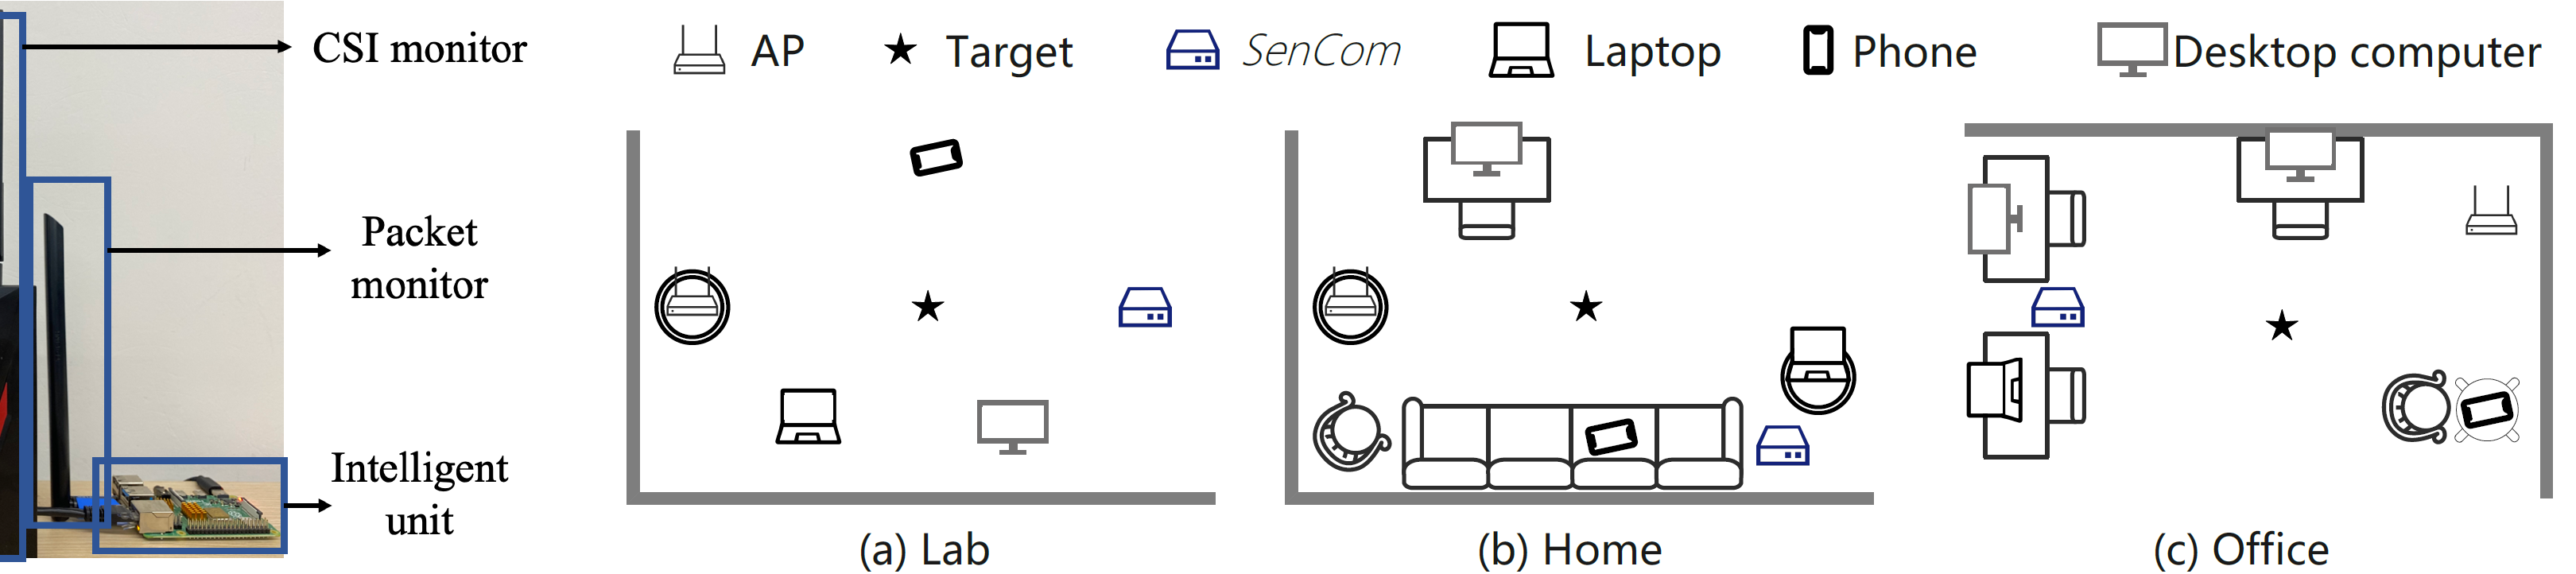 CSI monitor
Packet
monitor
Intelligent
unit
AP
Target
SenCom
Laptop
Phone
Desktop computer
(a) Lab
(b) Home
(c) Office